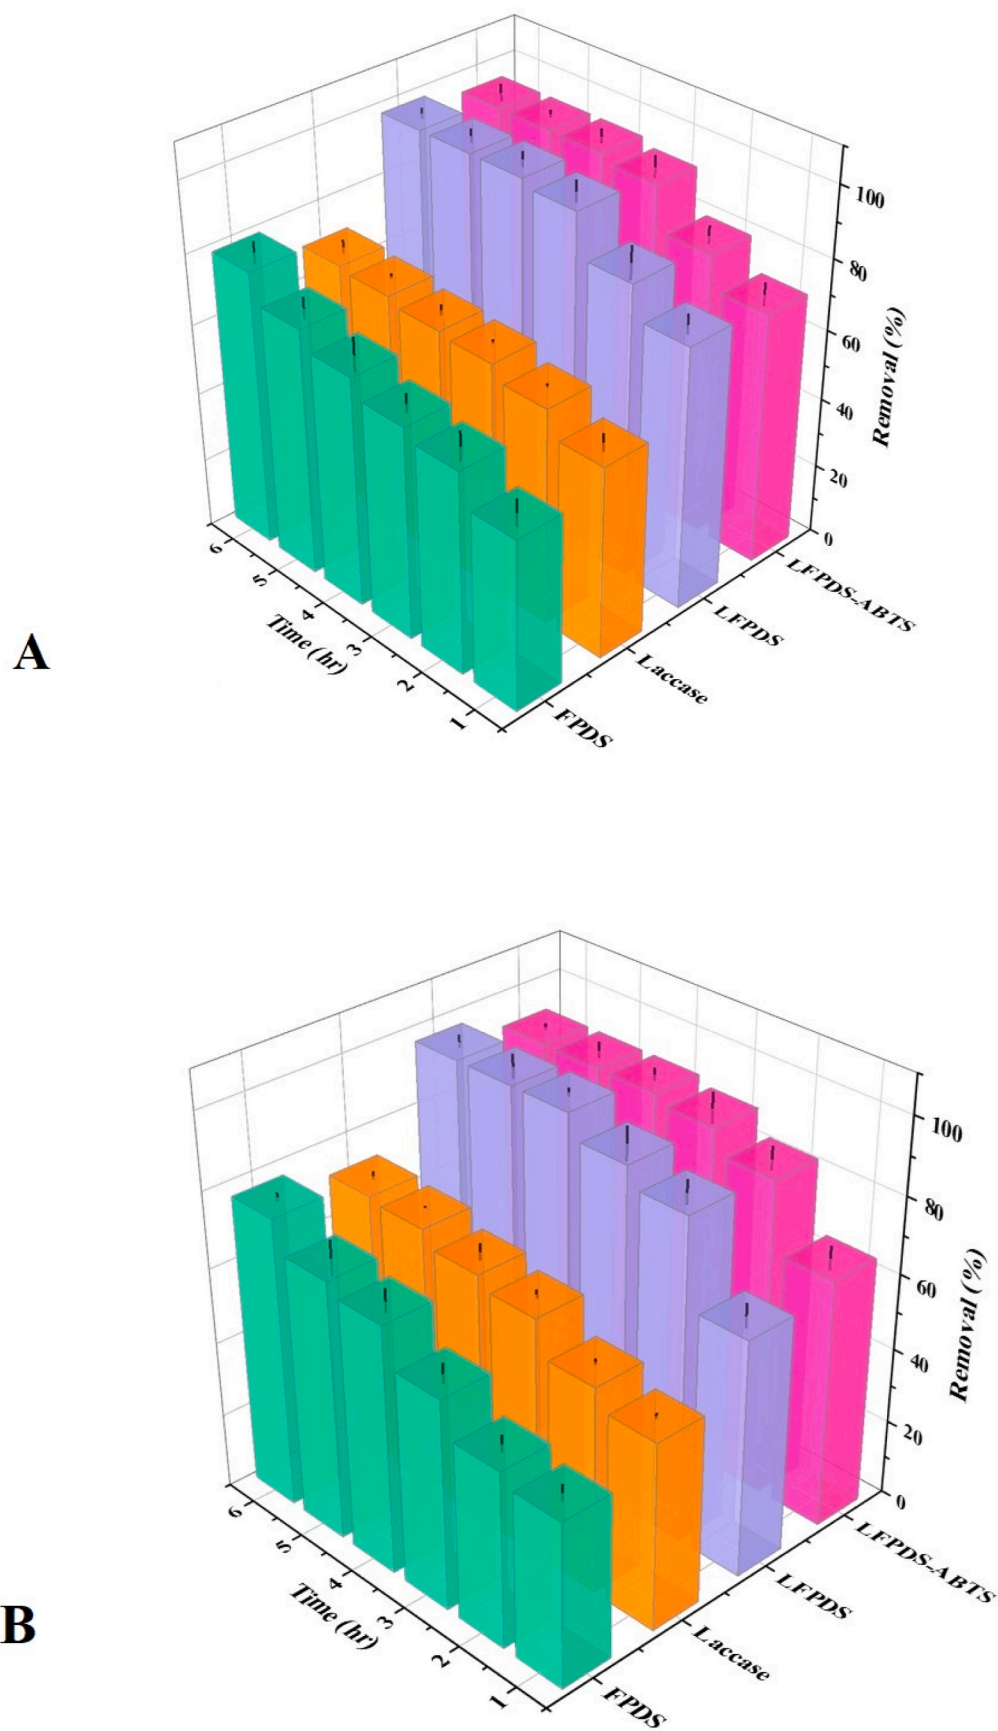 100
80
60
40
20
0
Removal (%)
6
5
4
3
2
1
Time (hr)
LFPDS-ABTS
LFPDS
Laccase
FPDS
A
100
80
60
40
20
0
Removal (%)
6
5
4
3
2
1
Time (hr)
LFPDS-ABTS
LFPDS
Laccase
FPDS
B